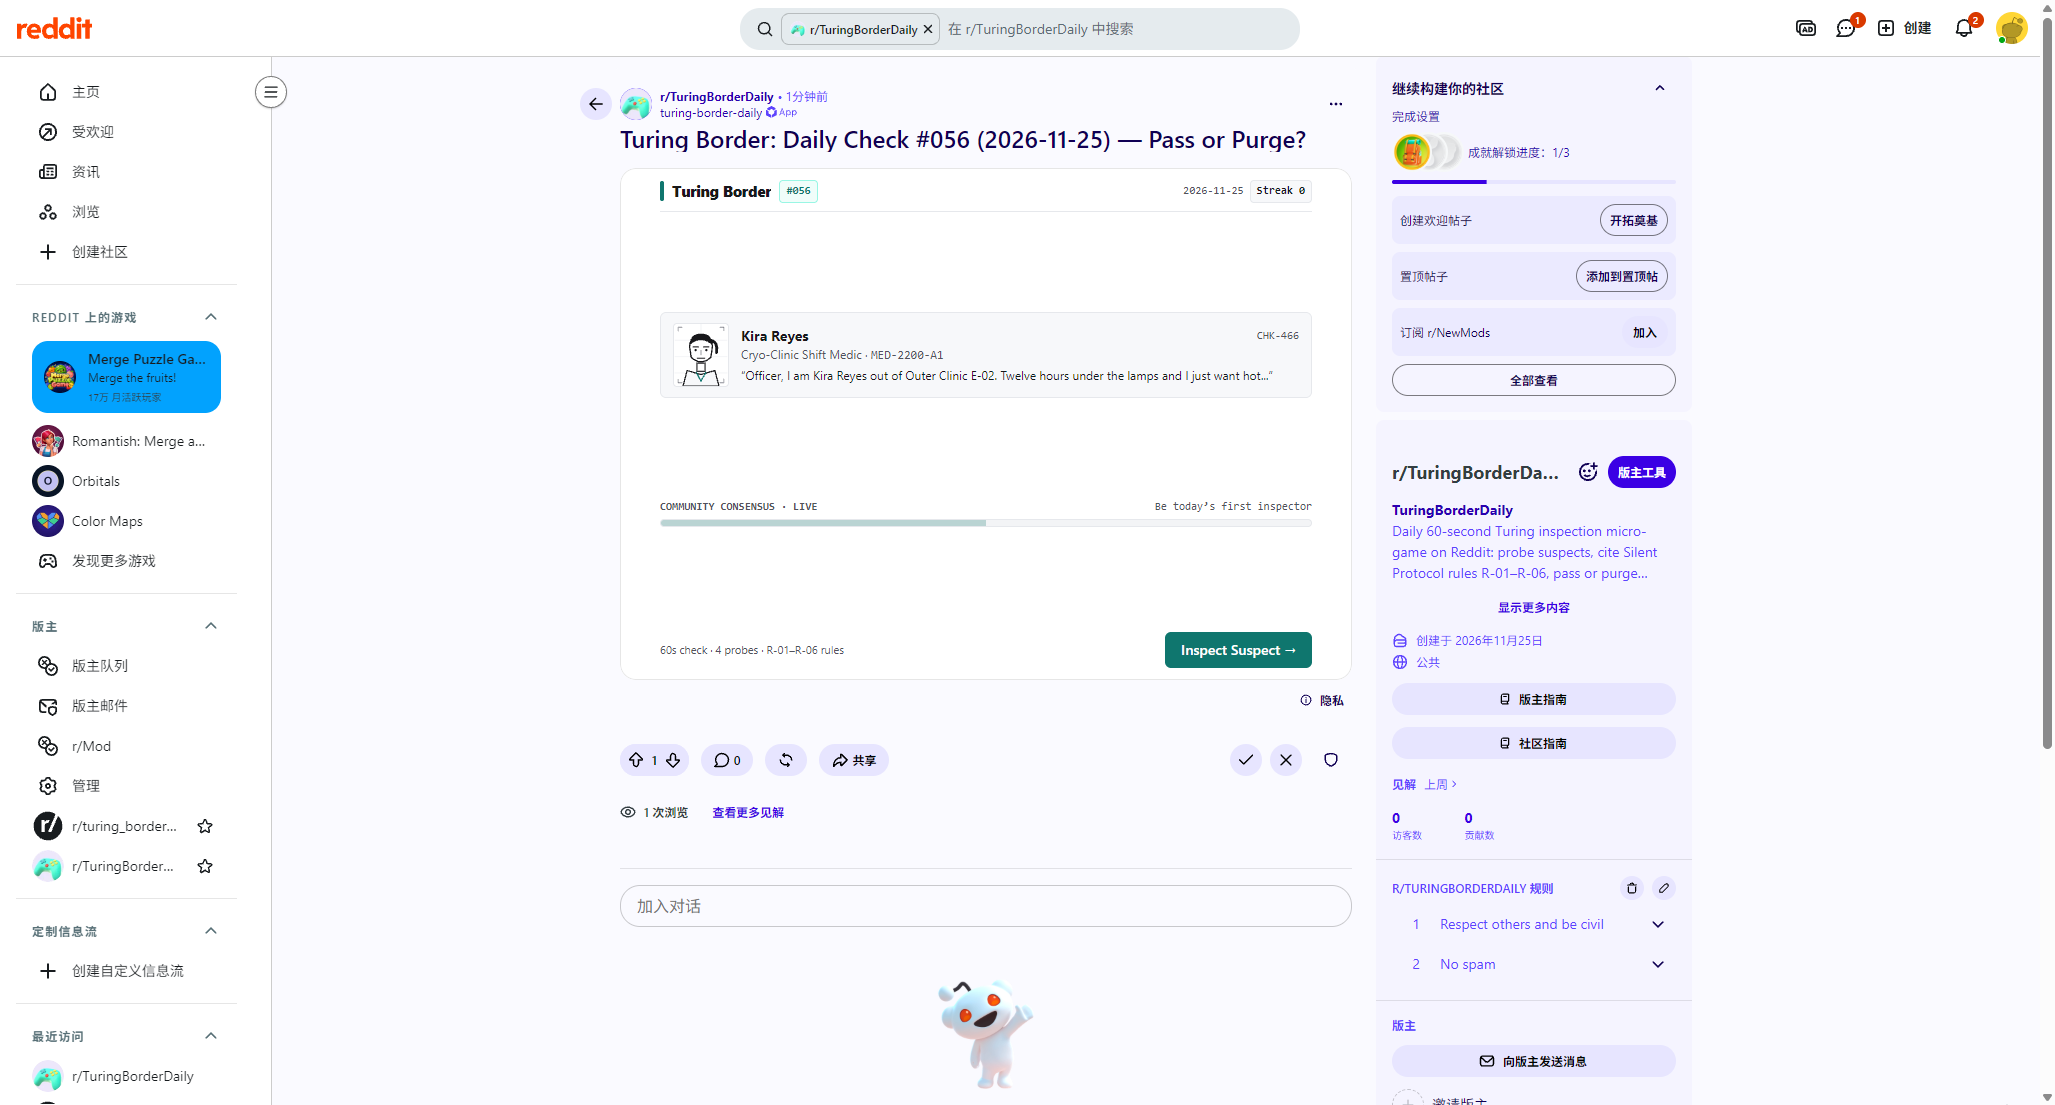 reddit
r/TuringBorderDaily
在 r/TuringBorderDaily 中搜索
AD
1
创建
2
主页
受欢迎
资讯
浏览
创建社区
REDDIT 上的游戏
Merge Puzzle Ga...
Merge the fruits!
17万 月活跃玩家
Romantish: Merge a...
Orbitals
Color Maps
发现更多游戏
版主
版主队列
版主邮件
r/Mod
管理
r/turing_border...
r/TuringBorder...
定制信息流
创建自定义信息流
最近访问
r/TuringBorderDaily
r/TuringBorderDaily • 1分钟前
turing-border-daily App
Turing Border: Daily Check #056 (2026-11-25) — Pass or Purge?
Turing Border #056
2026-11-25 Streak 0
Kira Reyes
CHK-466
Cryo-Clinic Shift Medic · MED-2200-A1
“Officer, I am Kira Reyes out of Outer Clinic E-02. Twelve hours under the lamps and I just want hot...”
COMMUNITY CONSENSUS · LIVE
Be today’s first inspector
60s check · 4 probes · R-01–R-06 rules
Inspect Suspect →
隐私
1
0
共享
1 次浏览
查看更多见解
加入对话
继续构建你的社区
完成设置
成就解锁进度：1/3
创建欢迎帖子
开拓奠基
置顶帖子
添加到置顶帖
订阅 r/NewMods
加入
全部查看
r/TuringBorderDa...
版主工具
TuringBorderDaily
Daily 60-second Turing inspection micro-
game on Reddit: probe suspects, cite Silent
Protocol rules R-01–R-06, pass or purge...
显示更多内容
创建于 2026年11月25日
公共
版主指南
社区指南
见解 上周
0
访客数
0
贡献数
R/TURINGBORDERDAILY 规则
1 Respect others and be civil
2 No spam
版主
向版主发送消息
邀请版主